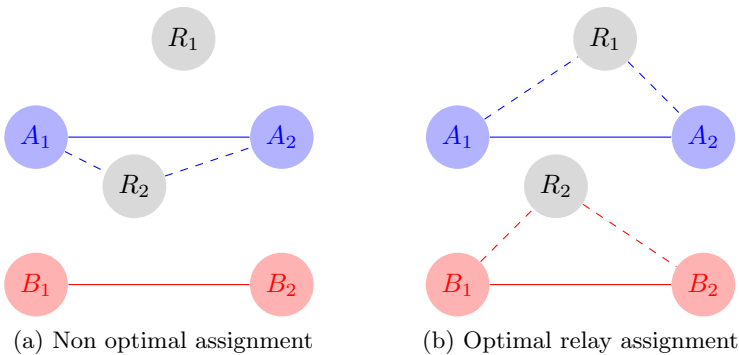 R₁
A₁ A₂
R₂
B₁ B₂
(a) Non optimal assignment
R₁
A₁ A₂
R₂
B₁ B₂
(b) Optimal relay assignment